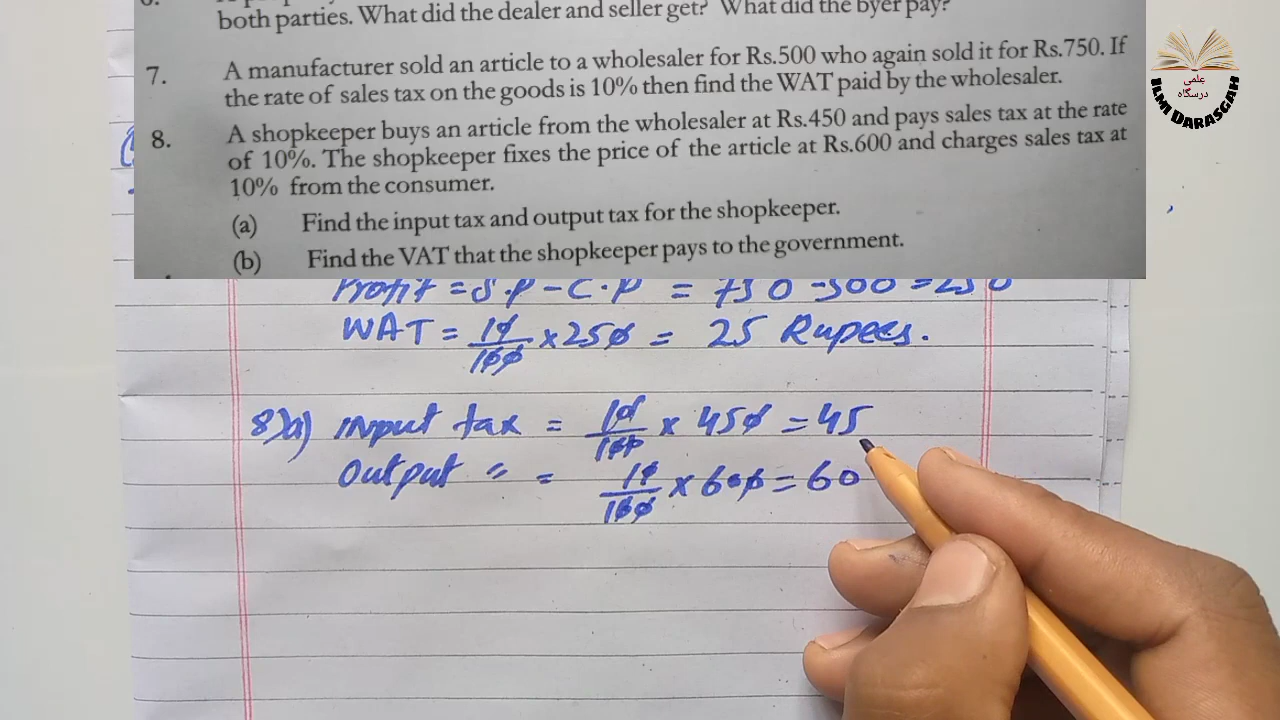 both parties. What did the dealer and seller get? What did the byer pay?
7. A manufacturer sold an article to a wholesaler for Rs.500 who again sold it for Rs.750. If
the rate of sales tax on the goods is 10% then find the WAT paid by the wholesaler.
8. A shopkeeper buys an article from the wholesaler at Rs.450 and pays sales tax at the rate
of 10%. The shopkeeper fixes the price of the article at Rs.600 and charges sales tax at
10% from the consumer.
(a) Find the input tax and output tax for the shopkeeper.
(b) Find the VAT that the shopkeeper pays to the government.
علمی
درسگاہ
ILMI DARASGAH
Profit = S.P - C.P = 750 - 500 = 250
WAT = 10/100 × 250 = 25 Rupees.
8)a) Input tax = 10/100 × 450 = 45
Output " = 10/100 × 600 = 60